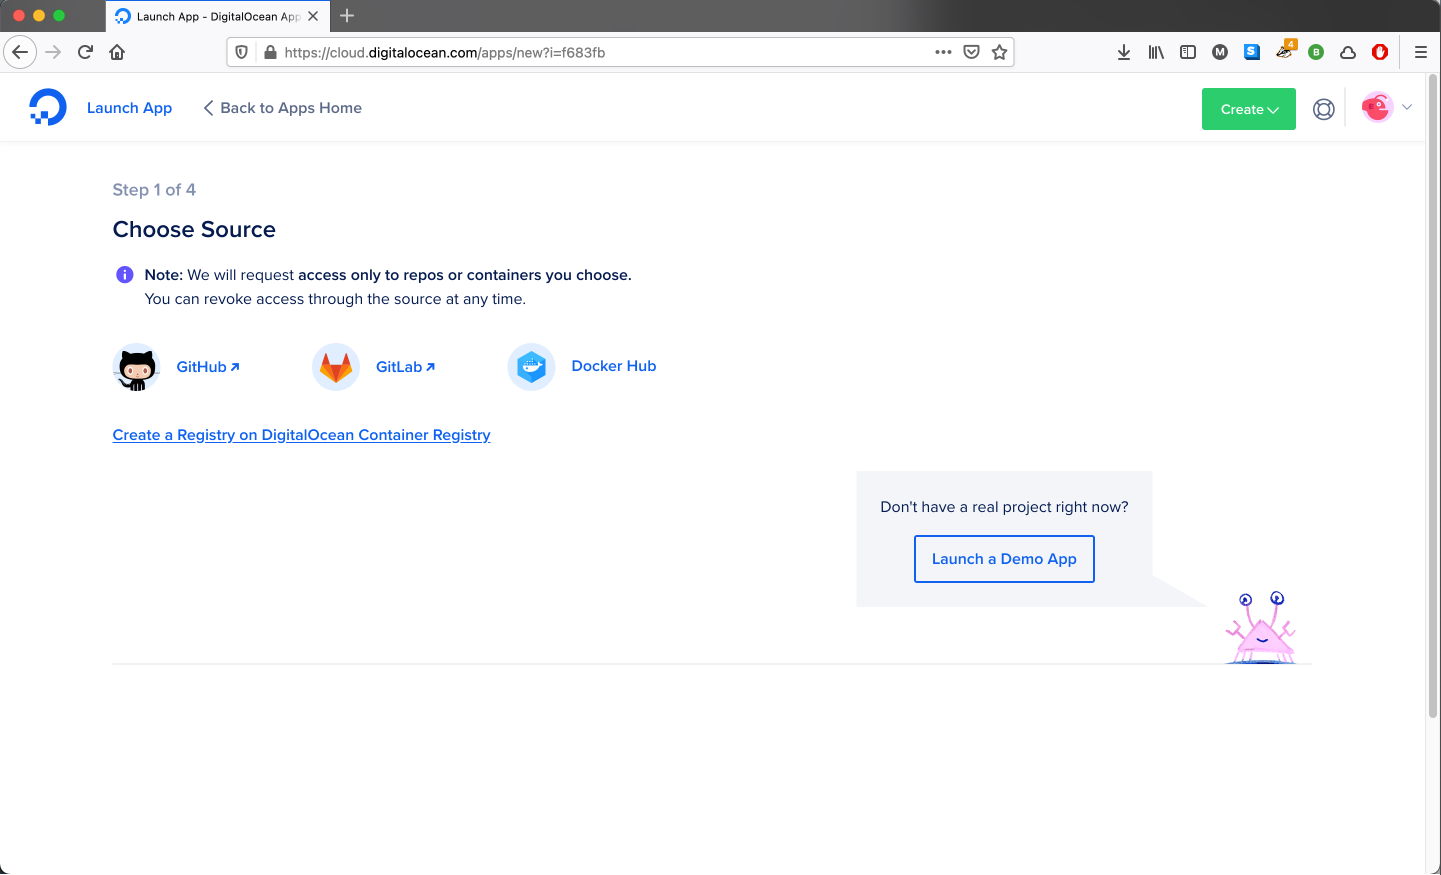 Launch App - DigitalOcean App
https://cloud.digitalocean.com/apps/new?i=f683fb
M
S
4
B
Launch App
Back to Apps Home
Create
Step 1 of 4
Choose Source
Note: We will request access only to repos or containers you choose.
You can revoke access through the source at any time.
GitHub
GitLab
Docker Hub
Create a Registry on DigitalOcean Container Registry
Don't have a real project right now?
Launch a Demo App